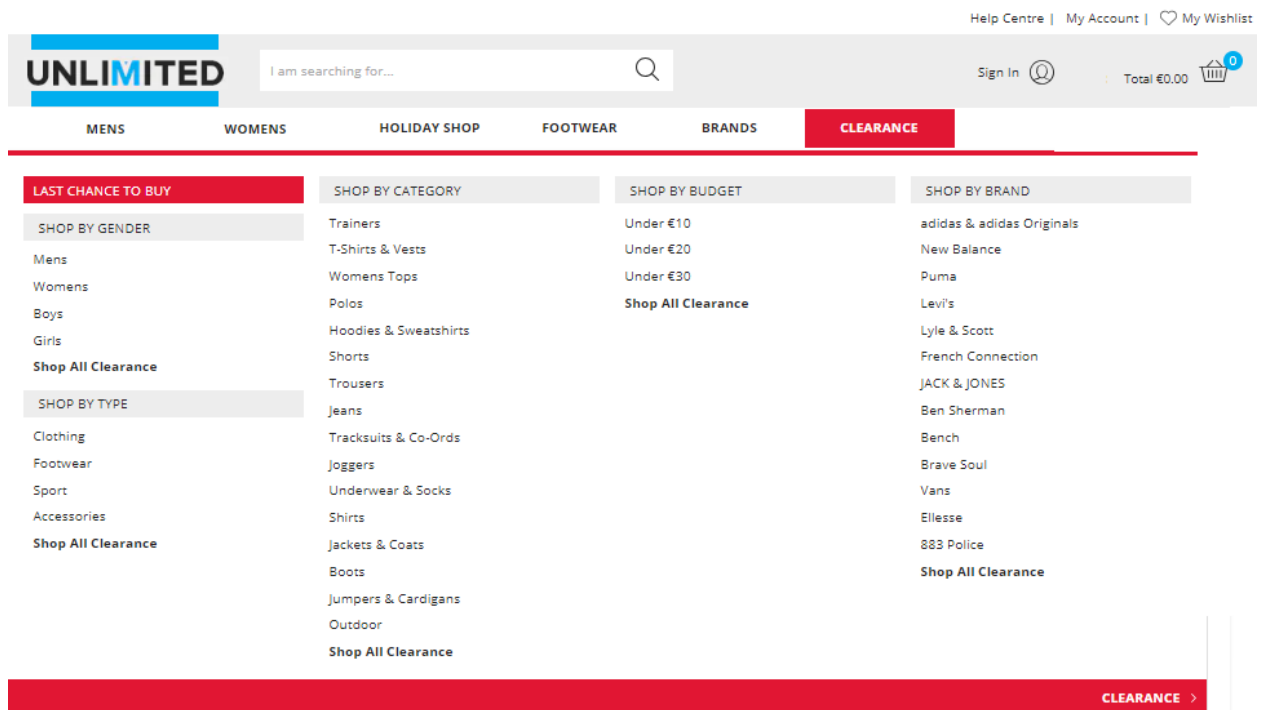 Help Centre | My Account | My Wishlist
UNLIMITED
I am searching for...
Sign In
Total €0.00
0
MENS WOMENS HOLIDAY SHOP FOOTWEAR BRANDS CLEARANCE
LAST CHANCE TO BUY
SHOP BY GENDER
Mens
Womens
Boys
Girls
Shop All Clearance
SHOP BY TYPE
Clothing
Footwear
Sport
Accessories
Shop All Clearance
SHOP BY CATEGORY
Trainers
T-Shirts & Vests
Womens Tops
Polos
Hoodies & Sweatshirts
Shorts
Trousers
Jeans
Tracksuits & Co-Ords
Joggers
Underwear & Socks
Shirts
Jackets & Coats
Boots
Jumpers & Cardigans
Outdoor
Shop All Clearance
SHOP BY BUDGET
Under €10
Under €20
Under €30
Shop All Clearance
SHOP BY BRAND
adidas & adidas Originals
New Balance
Puma
Levi's
Lyle & Scott
French Connection
JACK & JONES
Ben Sherman
Bench
Brave Soul
Vans
Ellesse
883 Police
Shop All Clearance
CLEARANCE >